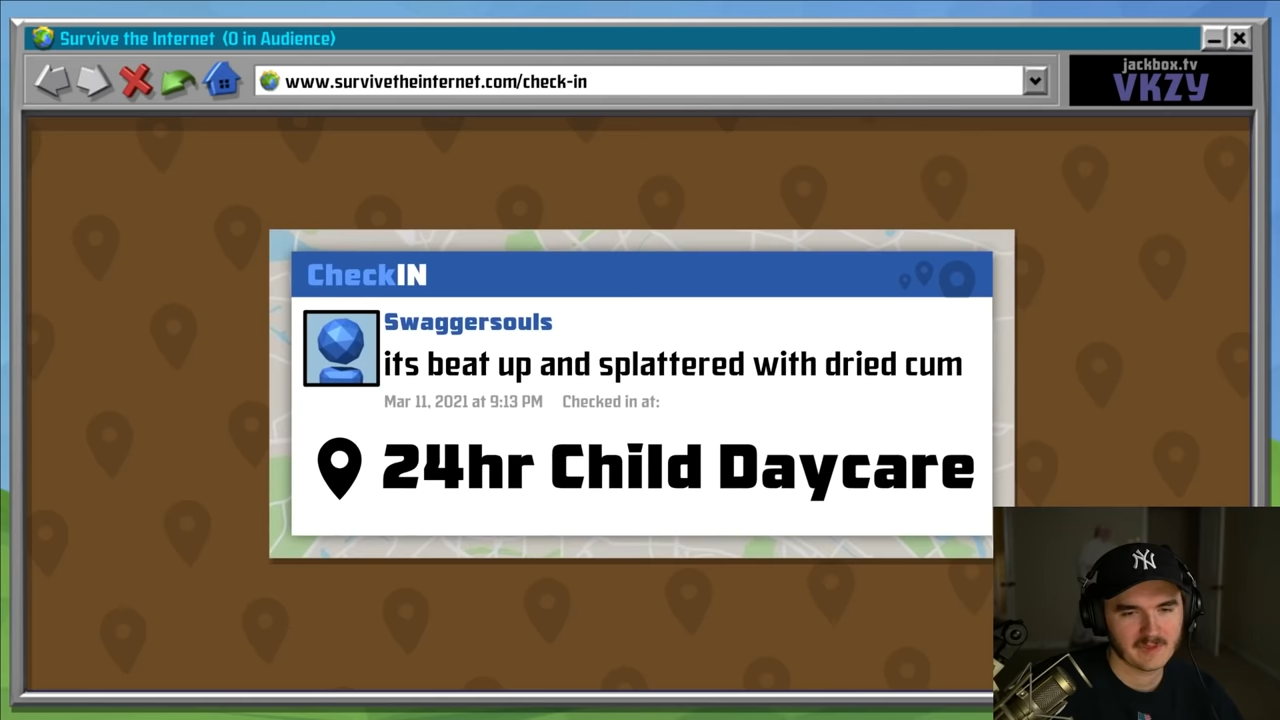 Survive the Internet (0 in Audience)
www.survivetheinternet.com/check-in
jackbox.tv
VKZY
CheckIN
Swaggersouls
its beat up and splattered with dried cum
Mar 11, 2021 at 9:13 PM Checked in at:
24hr Child Daycare
NY